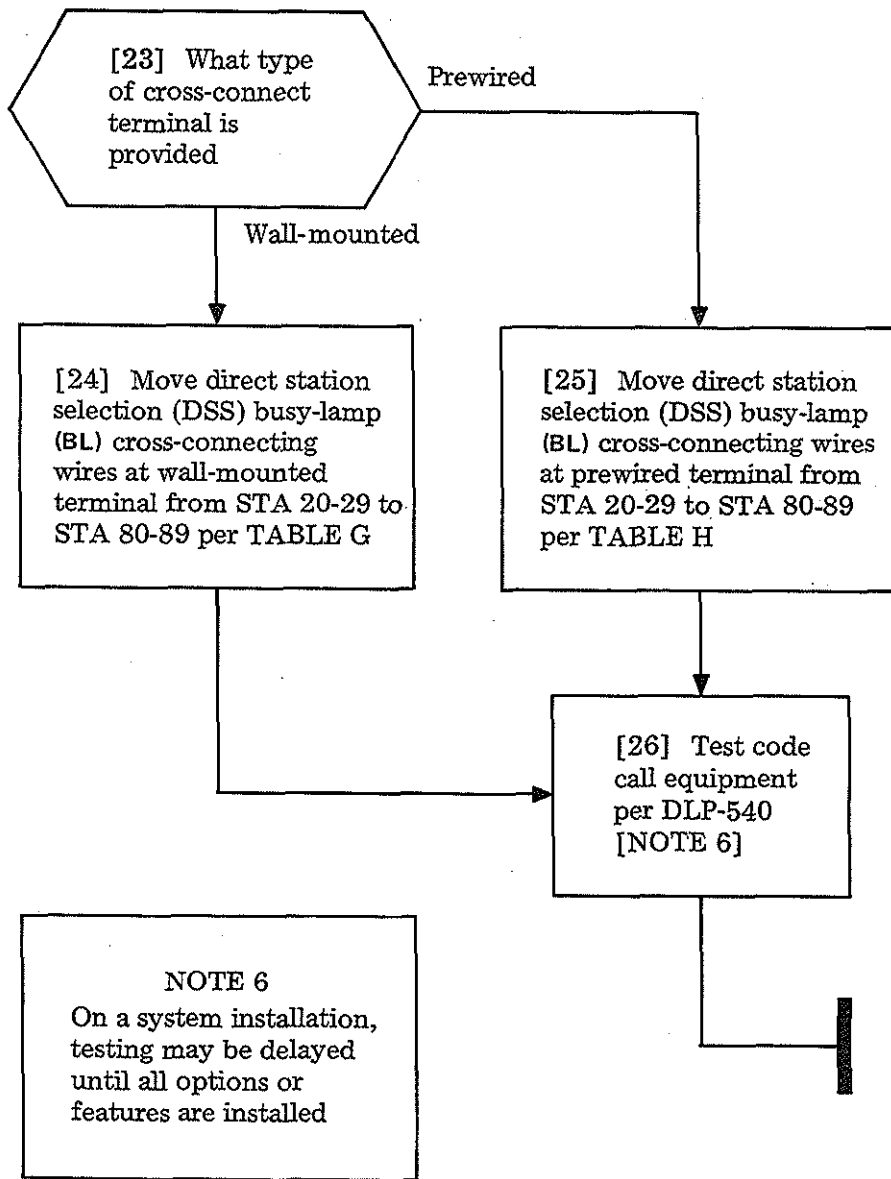 [23] What type
of cross-connect
terminal is
provided
Prewired
Wall-mounted
[24] Move direct station
selection (DSS) busy-lamp
(BL) cross-connecting
wires at wall-mounted
terminal from STA 20-29 to
STA 80-89 per TABLE G
[25] Move direct station
selection (DSS) busy-lamp
(BL) cross-connecting wires
at prewired terminal from
STA 20-29 to STA 80-89
per TABLE H
[26] Test code
call equipment
per DLP-540
[NOTE 6]
NOTE 6
On a system installation,
testing may be delayed
until all options or
features are installed